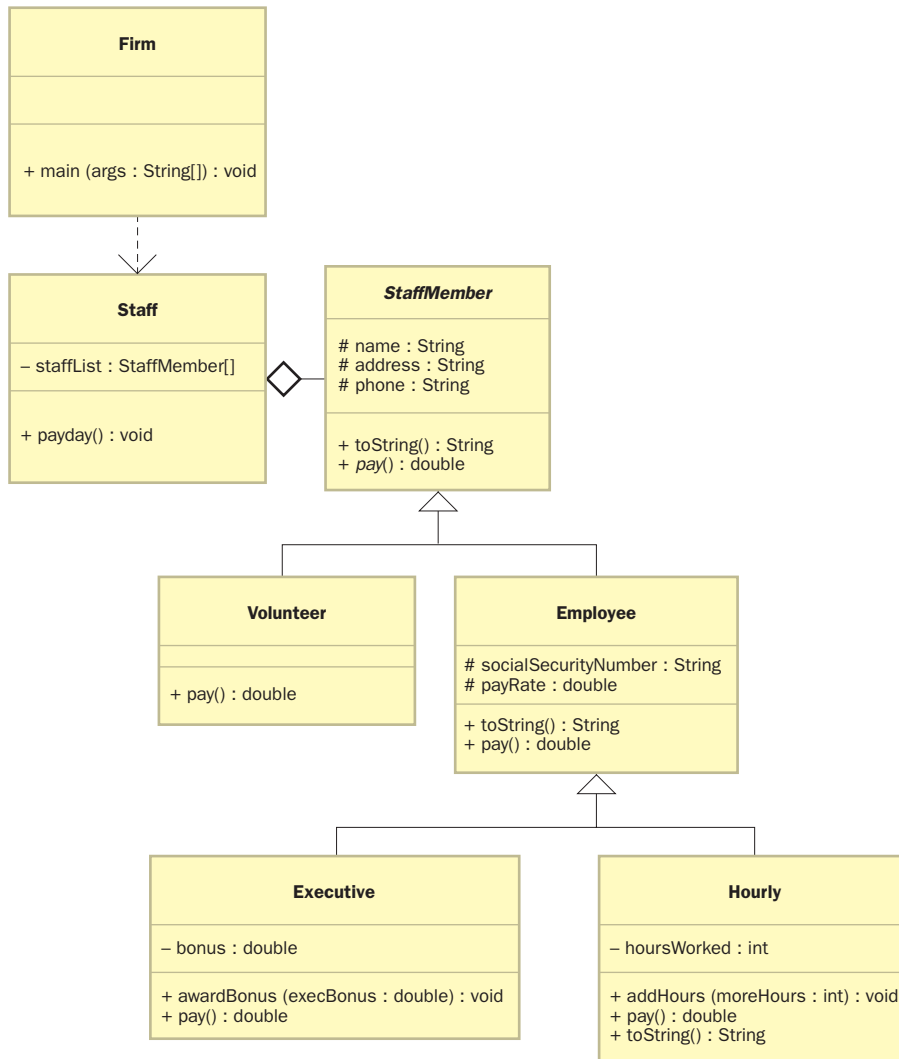 Firm
+ main (args : String[]) : void
Staff
– staffList : StaffMember[]
+ payday() : void
StaffMember
# name : String
# address : String
# phone : String
+ toString() : String
+ pay() : double
Volunteer
+ pay() : double
Employee
# socialSecurityNumber : String
# payRate : double
+ toString() : String
+ pay() : double
Executive
– bonus : double
+ awardBonus (execBonus : double) : void
+ pay() : double
Hourly
– hoursWorked : int
+ addHours (moreHours : int) : void
+ pay() : double
+ toString() : String